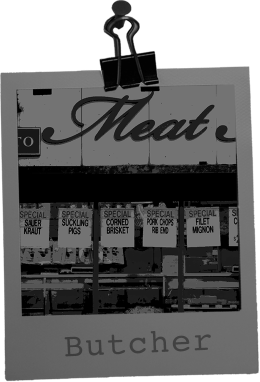 Meat
TO
SPECIAL SAUER KRAUT
SPECIAL SUCKLING PIGS
SPECIAL CORNED BRISKET
SPECIAL PORK CHOPS RIB END
SPECIAL FILET MIGNON
Butcher